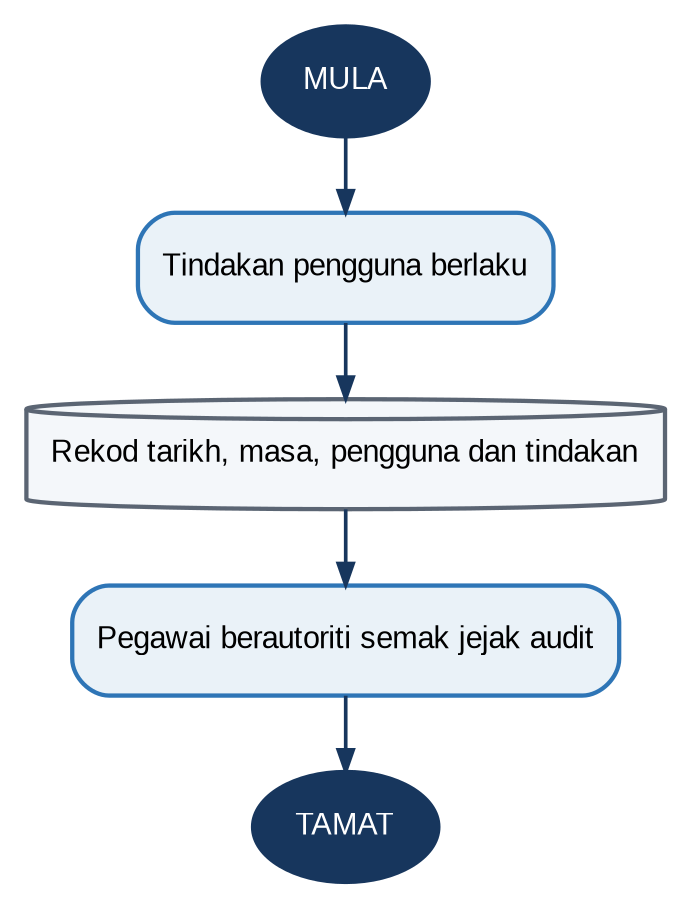 MULA
Tindakan pengguna berlaku
Rekod tarikh, masa, pengguna dan tindakan
Pegawai berautoriti semak jejak audit
TAMAT